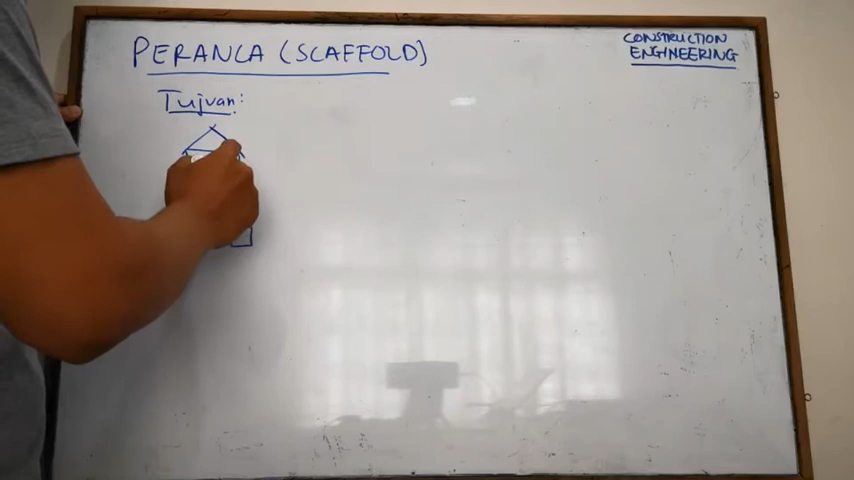 PERANCA (SCAFFOLD)
CONSTRUCTION
ENGINEERING
Tujuan: